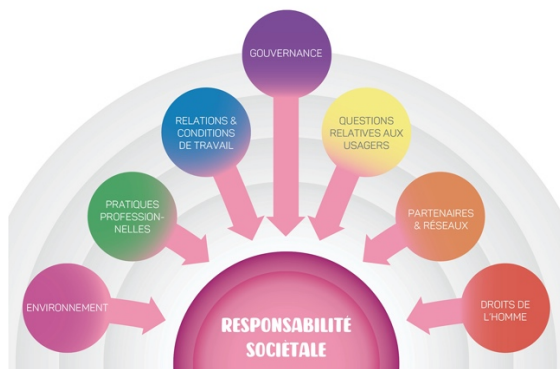 GOUVERNANCE
RELATIONS &
CONDITIONS
DE TRAVAIL
QUESTIONS
RELATIVES AUX
USAGERS
PRATIQUES
PROFESSION-
NELLES
PARTENAIRES
& RÉSEAUX
ENVIRONNEMENT
DROITS DE
L'HOMME
RESPONSABILITÉ
SOCIÉTALE